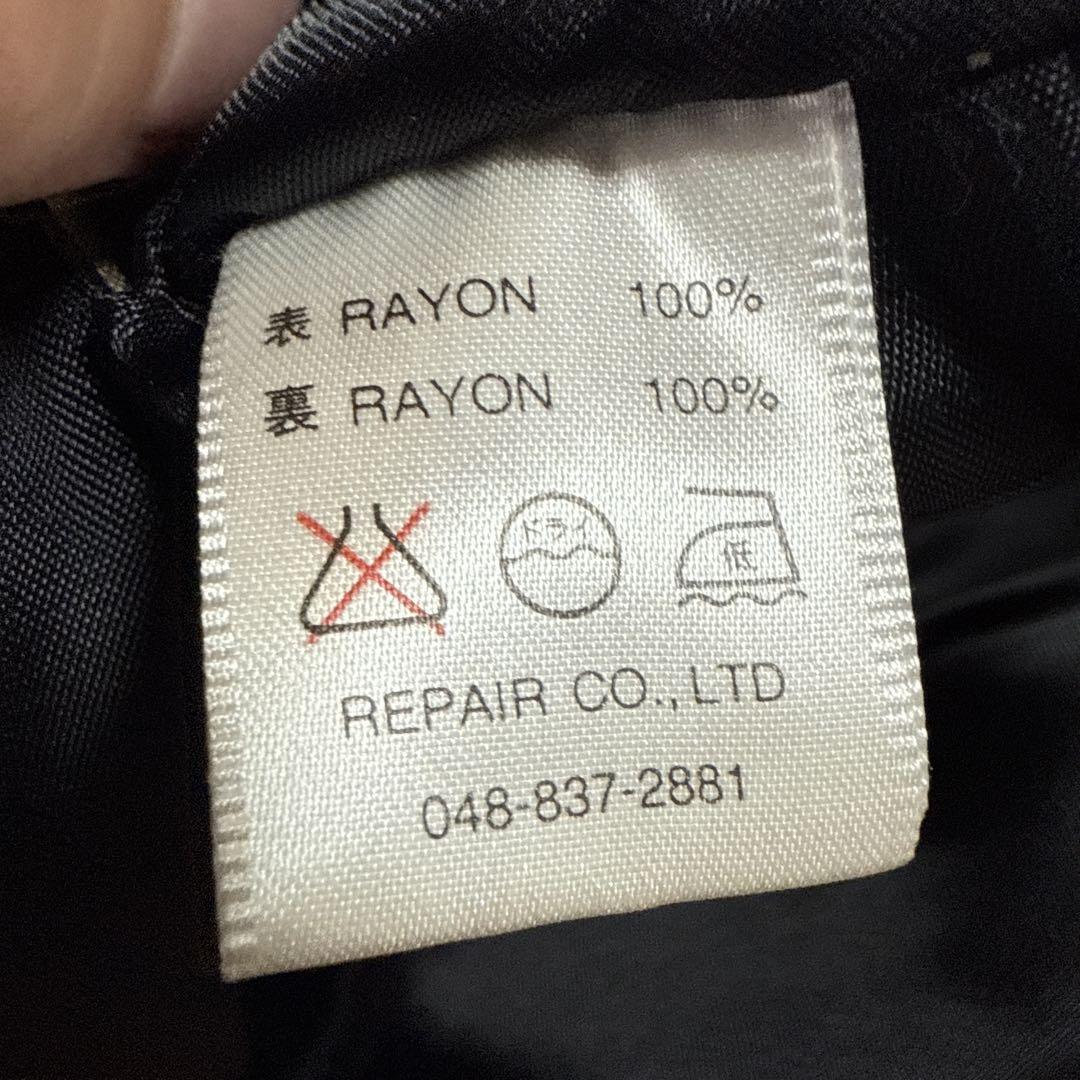 表 RAYON 100%
裏 RAYON 100%
ドライ
低
REPAIR CO., LTD
048-837-2881